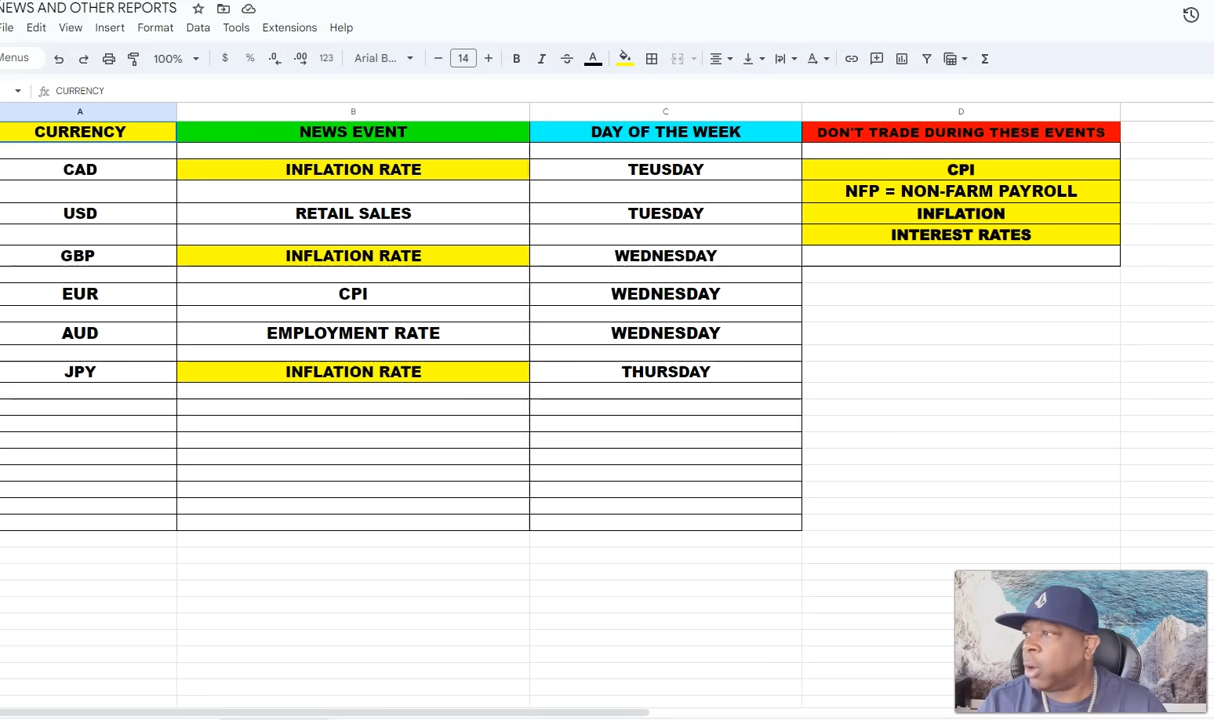 NEWS AND OTHER REPORTS
File Edit View Insert Format Data Tools Extensions Help
Menus 100% $ % .0 .00 123 Arial B... 14 B I A Σ
fx CURRENCY
A B C D
CURRENCY NEWS EVENT DAY OF THE WEEK DON'T TRADE DURING THESE EVENTS
CAD INFLATION RATE TEUSDAY CPI
NFP = NON-FARM PAYROLL
USD RETAIL SALES TUESDAY INFLATION
INTEREST RATES
GBP INFLATION RATE WEDNESDAY
EUR CPI WEDNESDAY
AUD EMPLOYMENT RATE WEDNESDAY
JPY INFLATION RATE THURSDAY